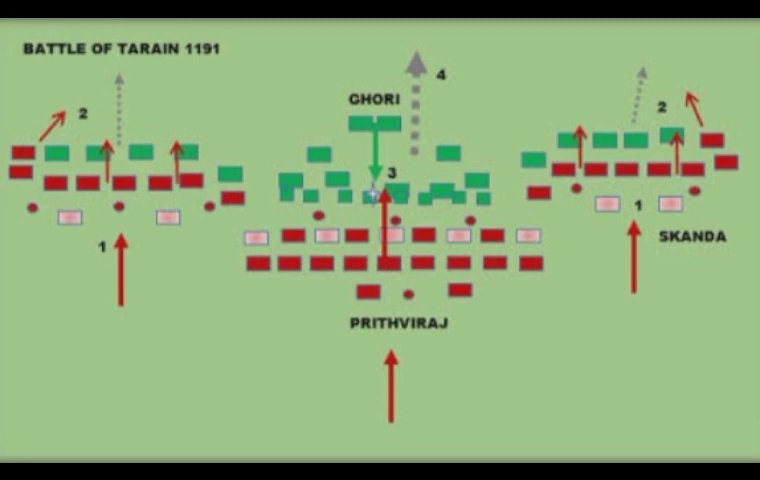 BATTLE OF TARAIN 1191
4
GHORI
2
2
3
1
1
SKANDA
PRITHVIRAJ